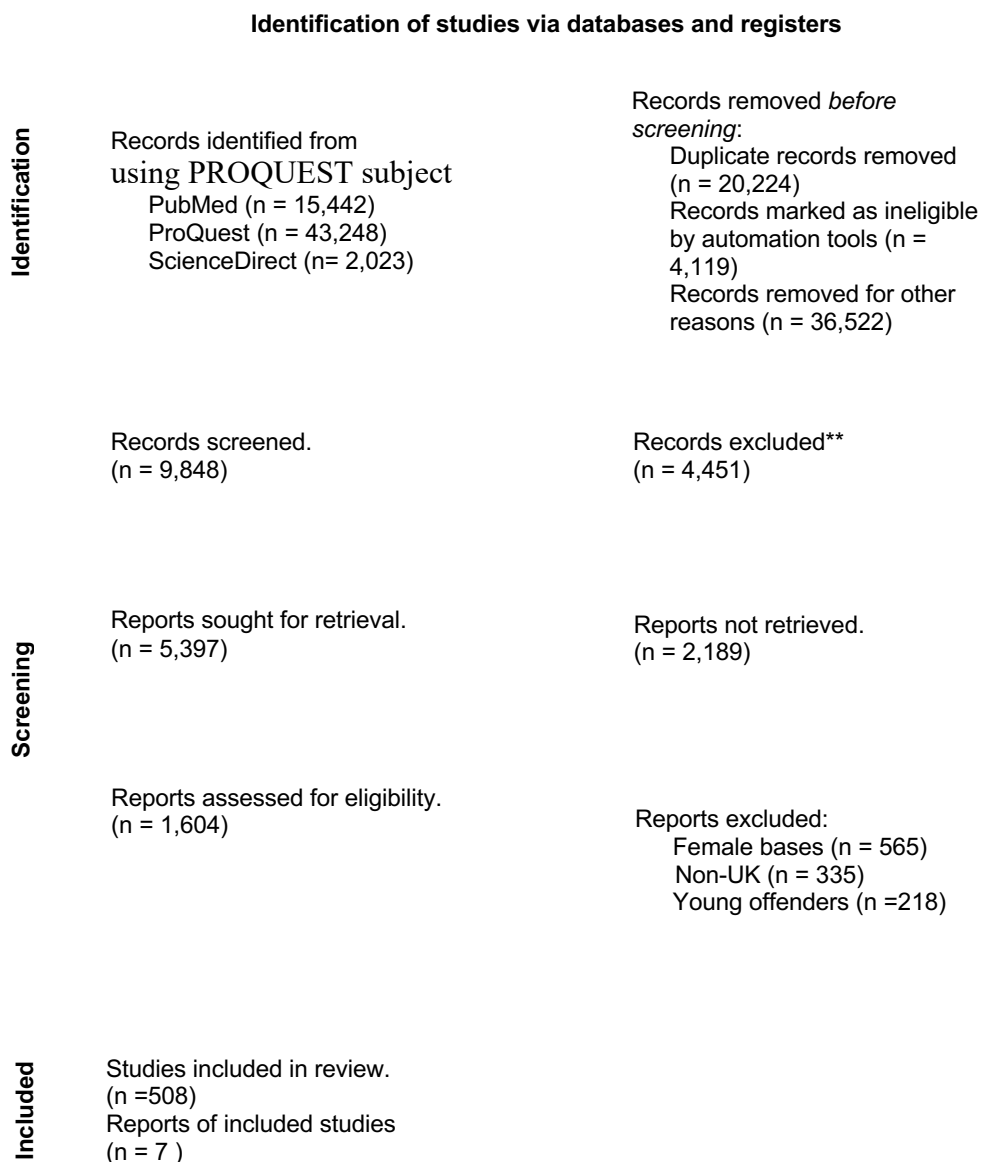 Identification of studies via databases and registers
Identification
Records identified from
using PROQUEST subject
PubMed (n = 15,442)
ProQuest (n = 43,248)
ScienceDirect (n= 2,023)
Records removed before
screening:
Duplicate records removed
(n = 20,224)
Records marked as ineligible
by automation tools (n =
4,119)
Records removed for other
reasons (n = 36,522)
Screening
Records screened.
(n = 9,848)
Records excluded**
(n = 4,451)
Reports sought for retrieval.
(n = 5,397)
Reports not retrieved.
(n = 2,189)
Reports assessed for eligibility.
(n = 1,604)
Reports excluded:
Female bases (n = 565)
Non-UK (n = 335)
Young offenders (n =218)
Included
Studies included in review.
(n =508)
Reports of included studies
(n = 7 )